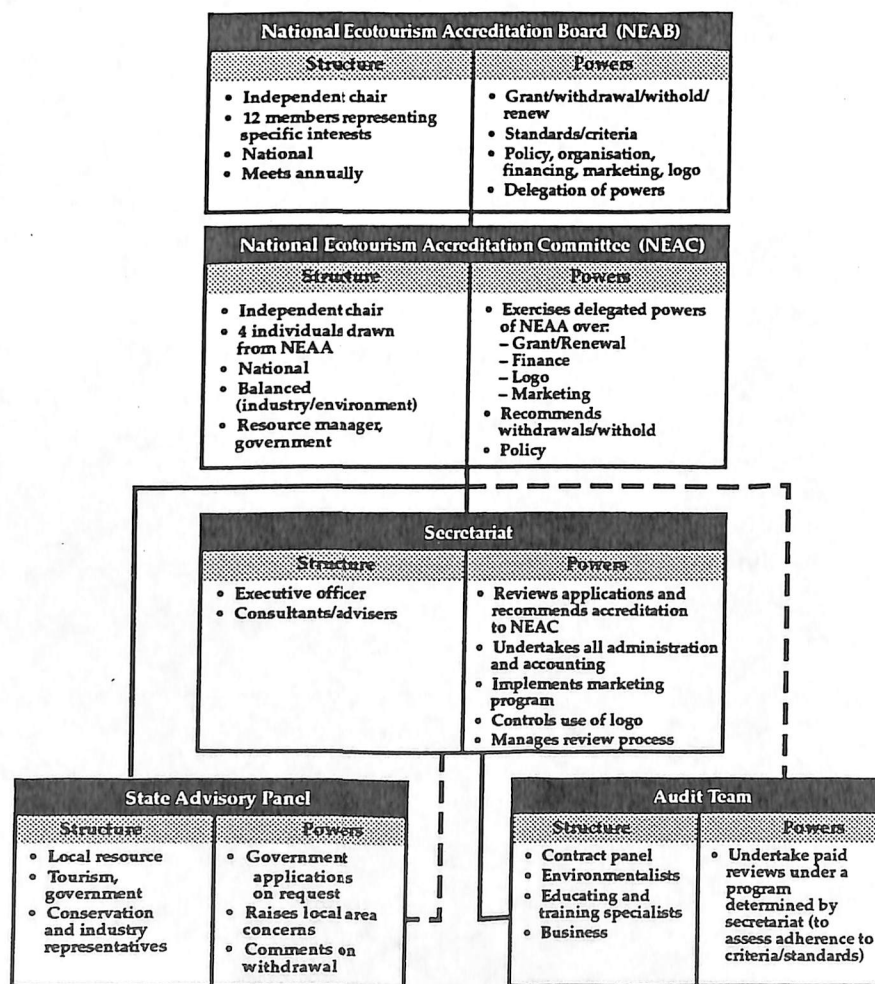 National Ecotourism Accreditation Board (NEAB)
Structure
• Independent chair
• 12 members representing
specific interests
• National
• Meets annually
Powers
• Grant/withdrawal/withold/
renew
• Standards/criteria
• Policy, organisation,
financing, marketing, logo
• Delegation of powers
National Ecotourism Accreditation Committee (NEAC)
Structure
• Independent chair
• 4 individuals drawn
from NEAA
• National
• Balanced
(industry/environment)
• Resource manager,
government
Powers
• Exercises delegated powers
of NEAA over:
– Grant/Renewal
– Finance
– Logo
– Marketing
• Recommends
withdrawals/withold
• Policy
Secretariat
Structure
• Executive officer
• Consultants/advisers
Powers
• Reviews applications and
recommends accreditation
to NEAC
• Undertakes all administration
and accounting
• Implements marketing
program
• Controls use of logo
• Manages review process
State Advisory Panel
Structure
• Local resource
• Tourism,
government
• Conservation
and industry
representatives
Powers
• Government
applications
on request
• Raises local area
concerns
• Comments on
withdrawal
Audit Team
Structure
• Contract panel
• Environmentalists
• Educating and
training specialists
• Business
Powers
• Undertake paid
reviews under a
program
determined by
secretariat (to
assess adherence to
criteria/standards)